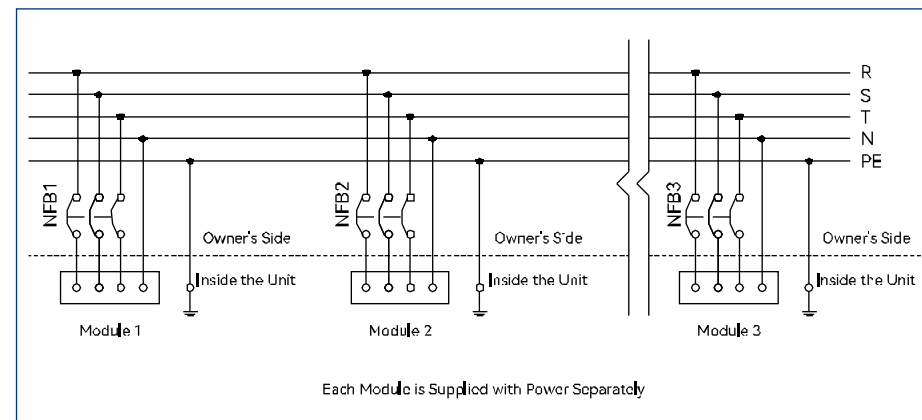 R
S
T
N
PE
NFB1
NFB2
NFB3
Owner's Side
Owner's Side
Owner's Side
Inside the Unit
Inside the Unit
Inside the Unit
Module 1
Module 2
Module 3
Each Module is Supplied with Power Separately